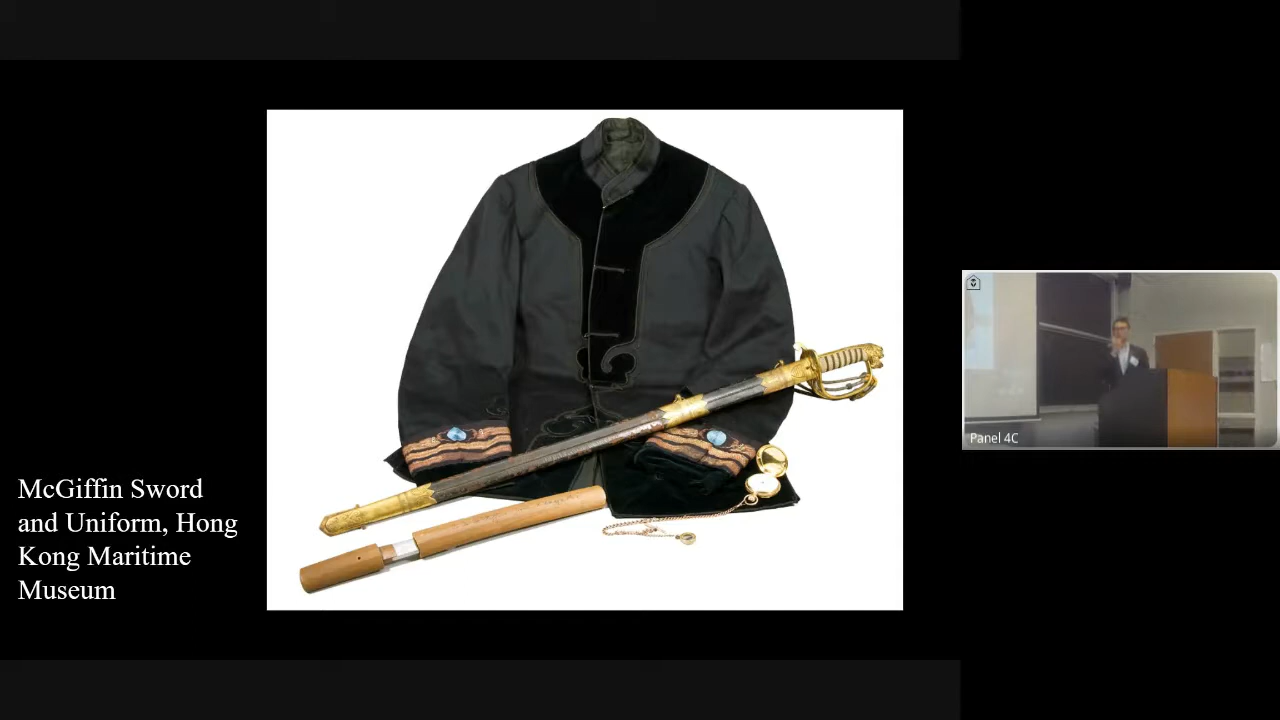 McGiffin Sword
and Uniform, Hong
Kong Maritime
Museum
Panel 4C